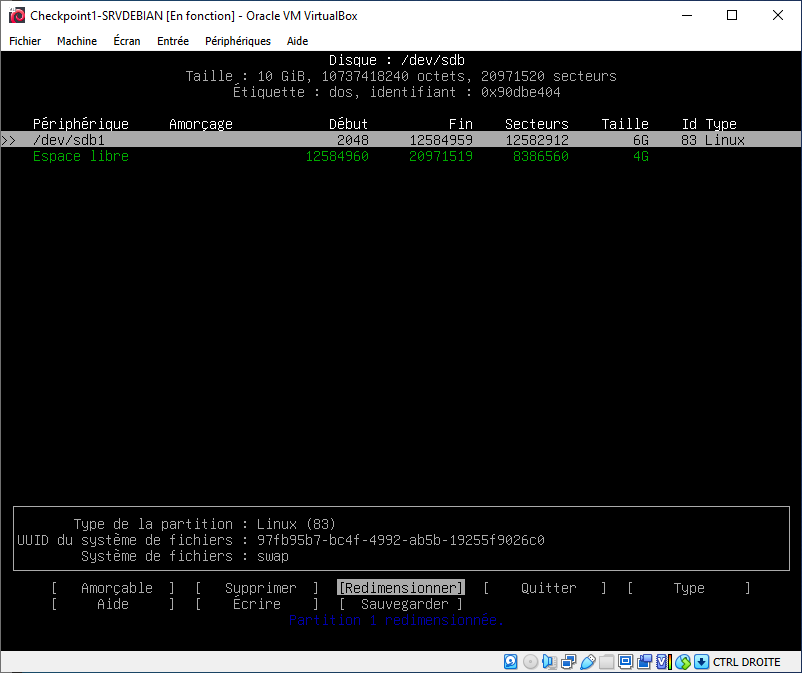 Checkpoint1-SRVDEBIAN [En fonction] - Oracle VM VirtualBox
Fichier Machine Écran Entrée Périphériques Aide
Disque : /dev/sdb
Taille : 10 GiB, 10737418240 octets, 20971520 secteurs
Étiquette : dos, identifiant : 0x90dbe404
Périphérique Amorçage Début Fin Secteurs Taille Id Type
>> /dev/sdb1 2048 12584959 12582912 6G 83 Linux
Espace libre 12584960 20971519 8386560 4G
Type de la partition : Linux (83)
UUID du système de fichiers : 97fb95b7-bc4f-4992-ab5b-19255f9026c0
Système de fichiers : swap
[ Amorçable ] [ Supprimer ] [Redimensionner] [ Quitter ] [ Type ]
[ Aide ] [ Écrire ] [ Sauvegarder ]
Partition 1 redimensionnée.
CTRL DROITE